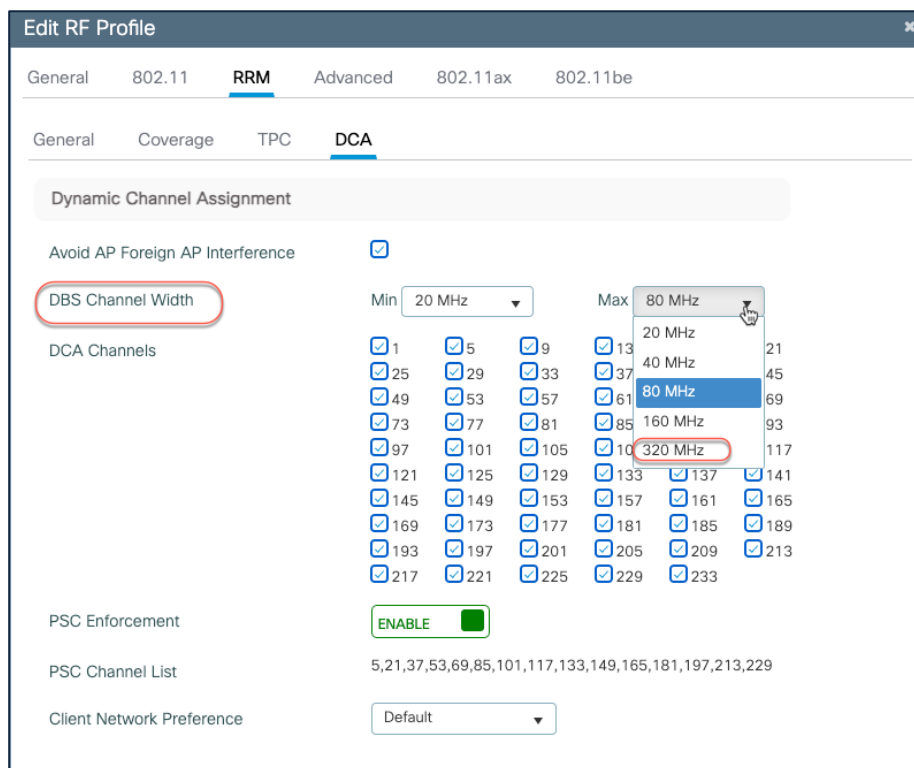 Edit RF Profile
General 802.11 RRM Advanced 802.11ax 802.11be
General Coverage TPC DCA
Dynamic Channel Assignment
Avoid AP Foreign AP Interference
DBS Channel Width Min 20 MHz Max 80 MHz
20 MHz
DCA Channels 1 5 9 13 21
40 MHz
25 29 33 37 45
80 MHz
49 53 57 61 69
73 77 81 85 160 MHz 93
97 101 105 320 MHz 117
121 125 129 133 137 141
145 149 153 157 161 165
169 173 177 181 185 189
193 197 201 205 209 213
217 221 225 229 233
PSC Enforcement ENABLE
PSC Channel List 5,21,37,53,69,85,101,117,133,149,165,181,197,213,229
Client Network Preference Default